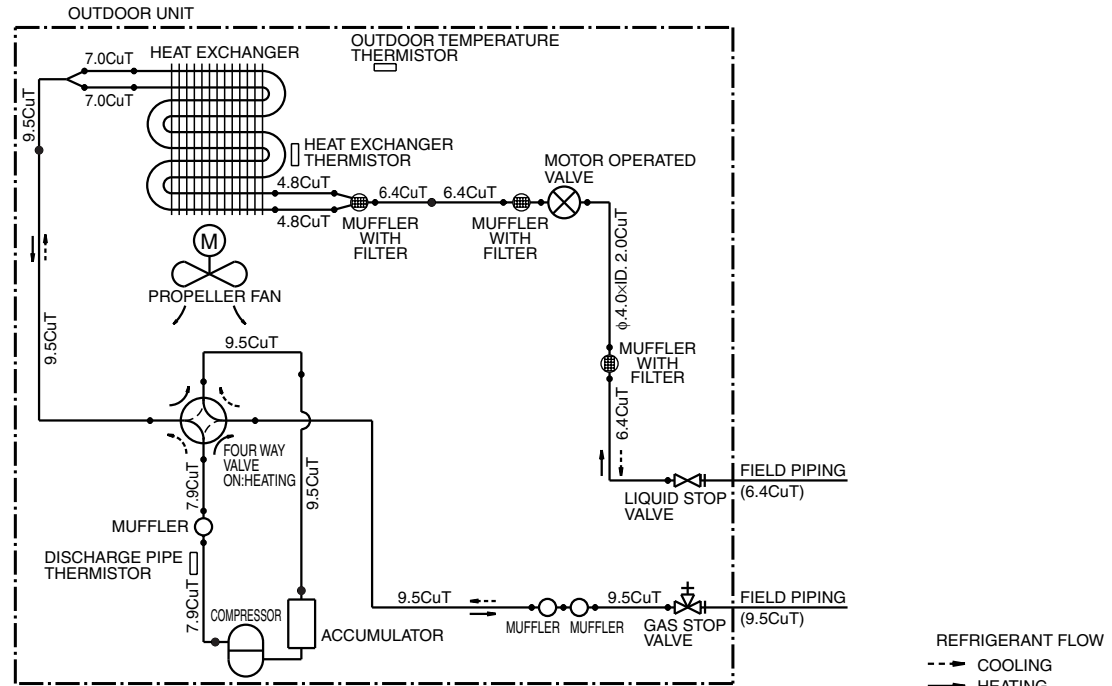 OUTDOOR UNIT
7.0CuT
HEAT EXCHANGER
OUTDOOR TEMPERATURE
THERMISTOR
7.0CuT
9.5CuT
HEAT EXCHANGER
THERMISTOR
MOTOR OPERATED
VALVE
4.8CuT
6.4CuT
6.4CuT
4.8CuT
MUFFLER
WITH
FILTER
MUFFLER
WITH
FILTER
M
PROPELLER FAN
ϕ.4.0×ID. 2.0CuT
9.5CuT
9.5CuT
MUFFLER
WITH
FILTER
6.4CuT
FOUR WAY
VALVE
ON:HEATING
7.9CuT
9.5CuT
FIELD PIPING
(6.4CuT)
LIQUID STOP
VALVE
MUFFLER
DISCHARGE PIPE
THERMISTOR
7.9CuT
COMPRESSOR
ACCUMULATOR
9.5CuT
MUFFLER
MUFFLER
9.5CuT
GAS STOP
VALVE
FIELD PIPING
(9.5CuT)
REFRIGERANT FLOW
COOLING
HEATING